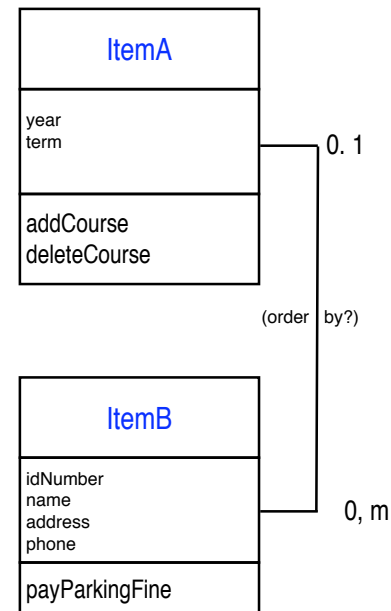 ItemA
year
term
0. 1
addCourse
deleteCourse
(order by?)
ItemB
idNumber
name
address
phone
0, m
payParkingFine